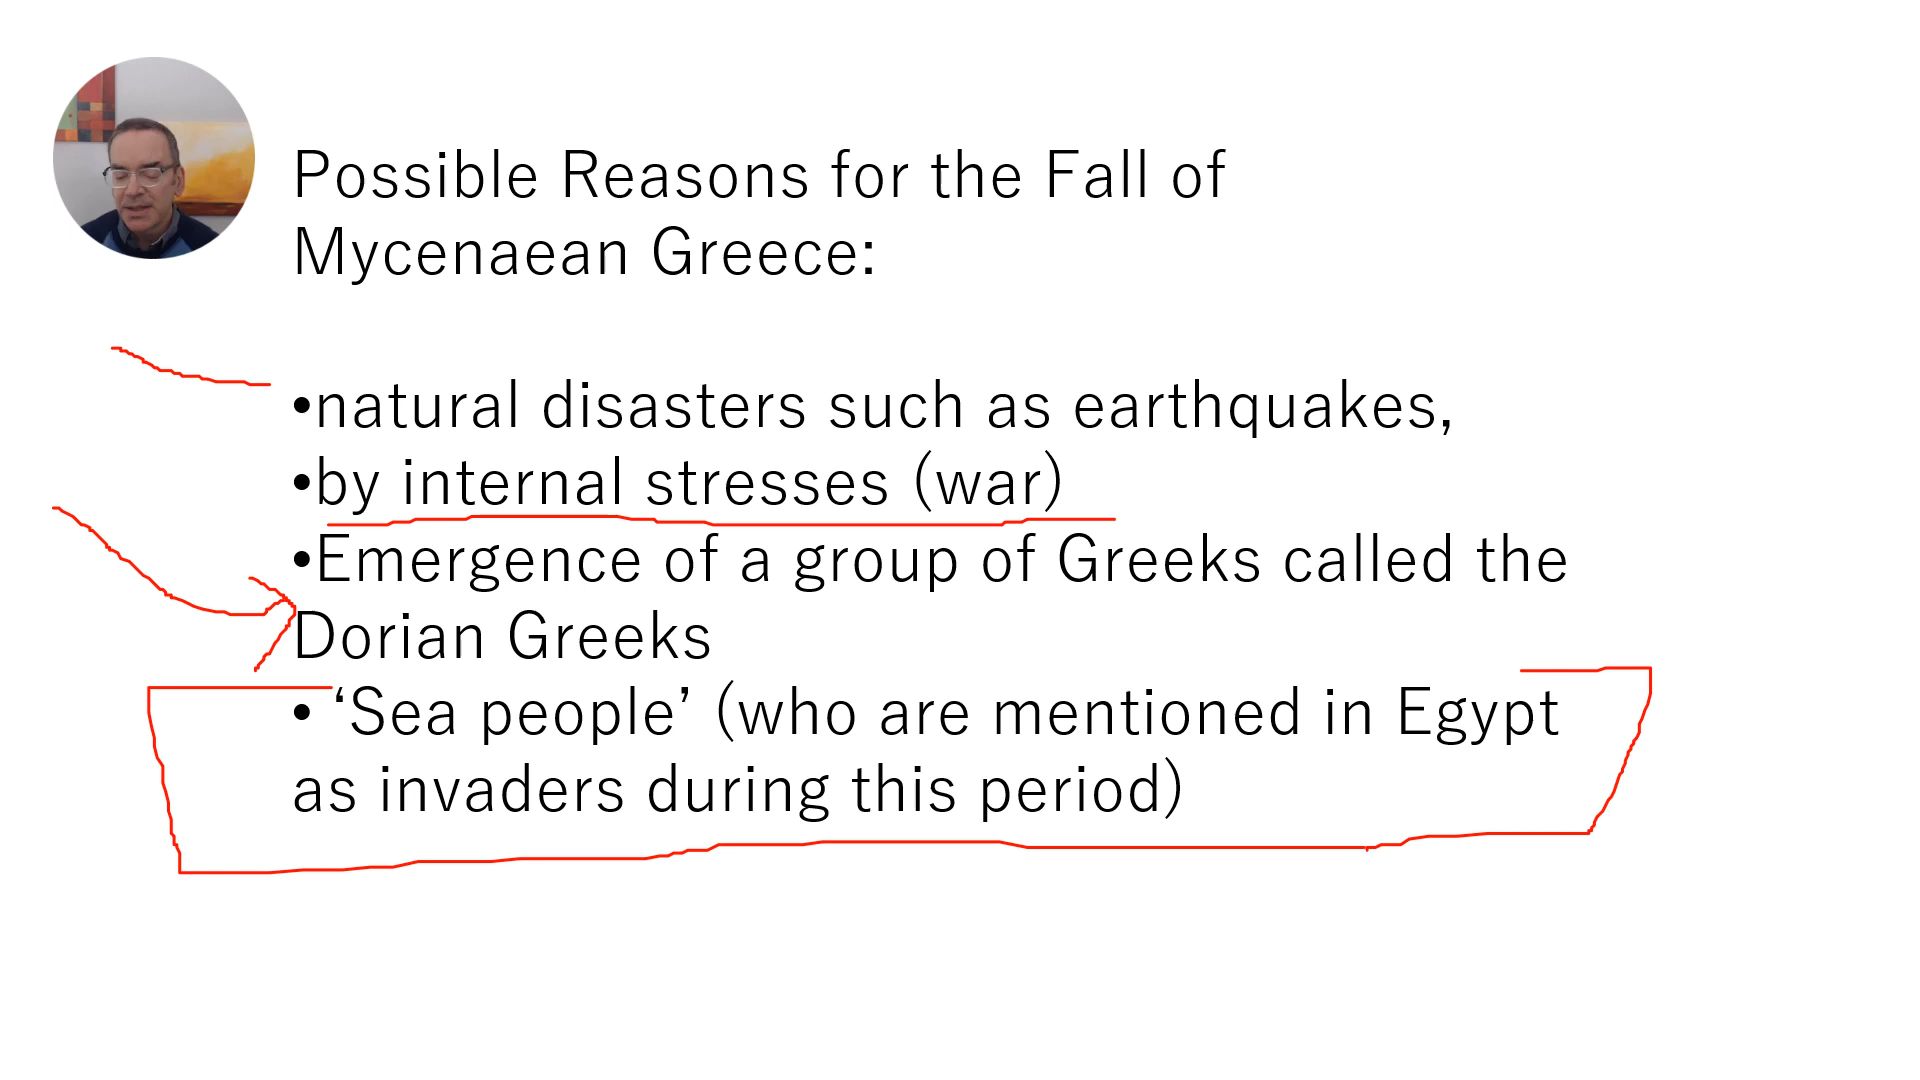 Possible Reasons for the Fall of
Mycenaean Greece:
•natural disasters such as earthquakes,
•by internal stresses (war)
•Emergence of a group of Greeks called the
Dorian Greeks
• ‘Sea people’ (who are mentioned in Egypt
as invaders during this period)